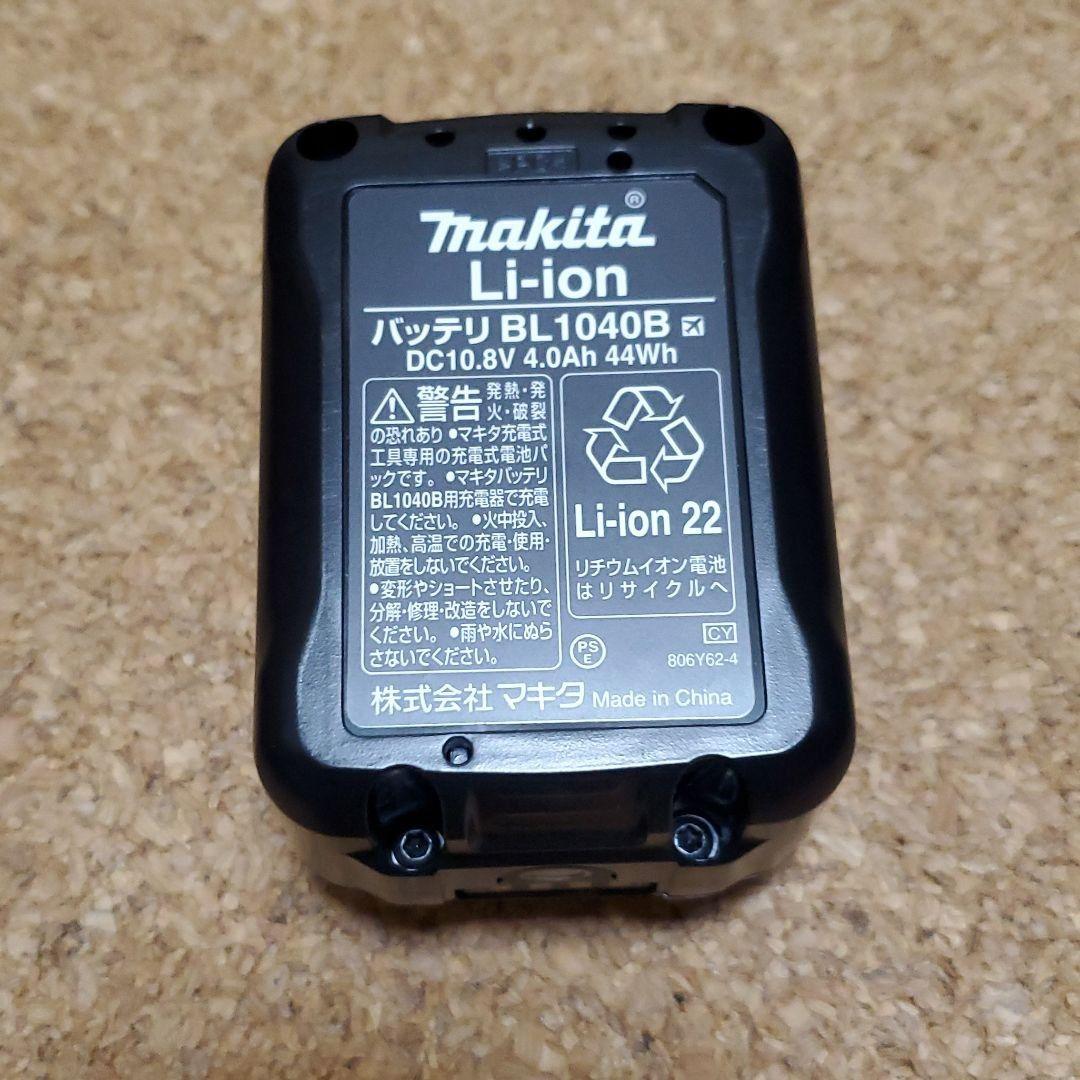 makita®
Li-ion
バッテリ BL1040B
DC10.8V 4.0Ah 44Wh
警告 発熱・発
火・破裂
の恐れあり ●マキタ充電式
工具専用の充電式電池パ
ックです。●マキタバッテリ
BL1040B用充電器で充電
してください。●火中投入、
加熱、高温での充電・使用・
放置をしないでください。
●変形やショートさせたり、
分解・修理・改造をしないで
ください。●雨や水にぬら
さないでください。
Li-ion 22
リチウムイオン電池
はリサイクルへ
PS
E
CY
806Y62-4
株式会社マキタ Made in China